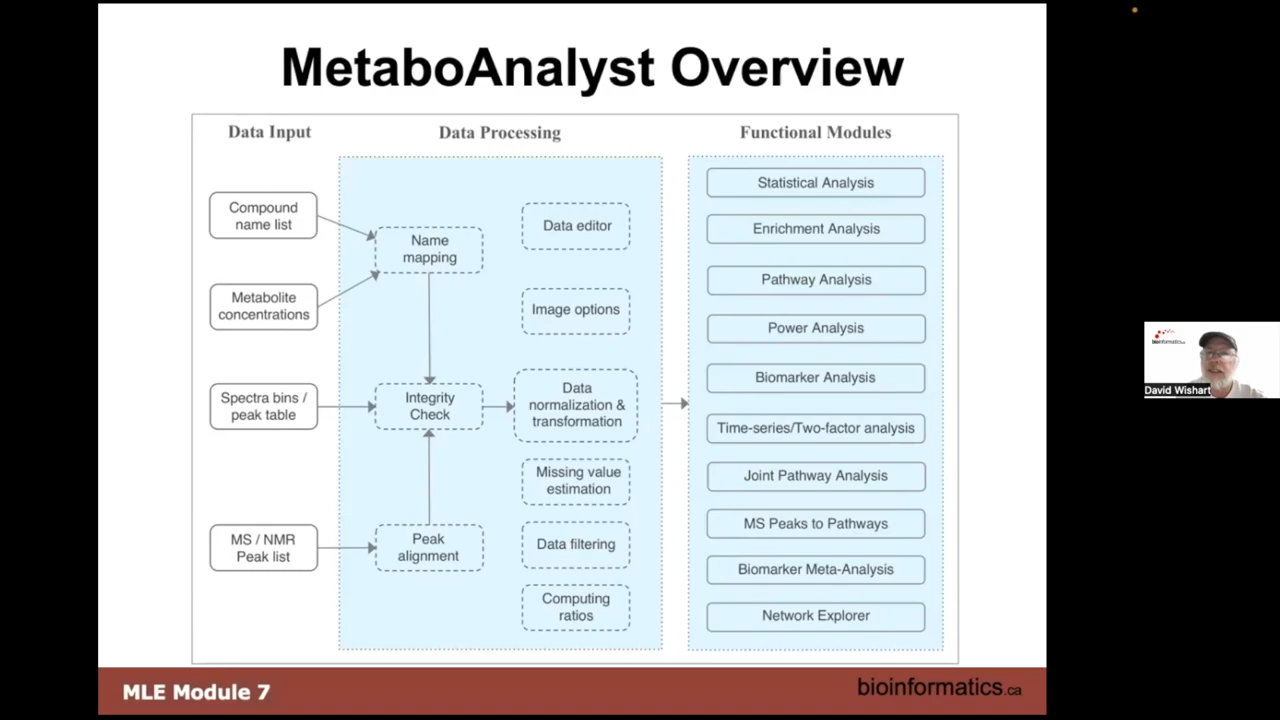 MetaboAnalyst Overview
Data Input
Data Processing
Functional Modules
Compound
name list
Metabolite
concentrations
Spectra bins /
peak table
MS / NMR
Peak list
Name
mapping
Integrity
Check
Peak
alignment
Data editor
Image options
Data
normalization &
transformation
Missing value
estimation
Data filtering
Computing
ratios
Statistical Analysis
Enrichment Analysis
Pathway Analysis
Power Analysis
Biomarker Analysis
Time-series/Two-factor analysis
Joint Pathway Analysis
MS Peaks to Pathways
Biomarker Meta-Analysis
Network Explorer
MLE Module 7
bioinformatics.ca
bioinformatics.ca
David Wishart